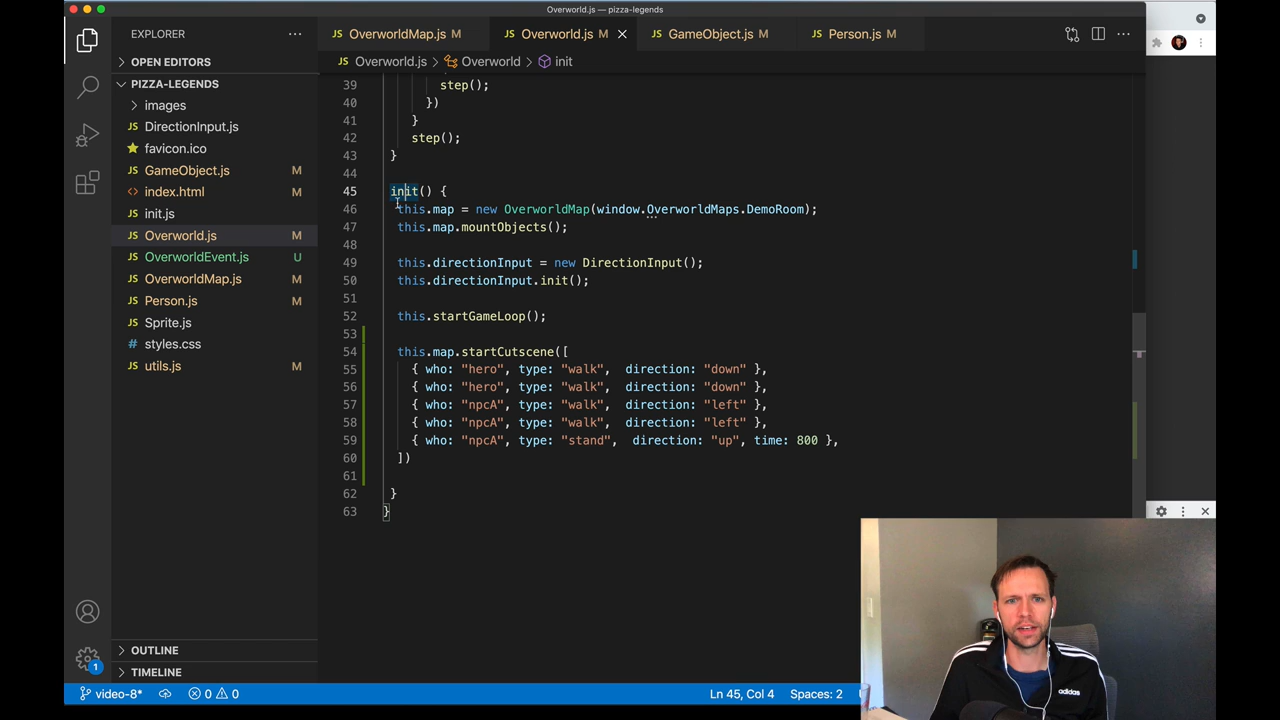 Overworld.js — pizza-legends
EXPLORER
OverworldMap.js M
Overworld.js M
GameObject.js M
Person.js M
OPEN EDITORS
Overworld.js > Overworld > init
PIZZA-LEGENDS
images
JS DirectionInput.js
favicon.ico
JS GameObject.js M
index.html M
JS init.js
JS Overworld.js M
JS OverworldEvent.js U
JS OverworldMap.js M
JS Person.js M
JS Sprite.js
# styles.css
JS utils.js M
OUTLINE
TIMELINE
39 step();
40 })
41 }
42 step();
43 }
44
45 init() {
46 this.map = new OverworldMap(window.OverworldMaps.DemoRoom);
47 this.map.mountObjects();
48
49 this.directionInput = new DirectionInput();
50 this.directionInput.init();
51
52 this.startGameLoop();
53
54 this.map.startCutscene([
55 { who: "hero", type: "walk",  direction: "down" },
56 { who: "hero", type: "walk",  direction: "down" },
57 { who: "npcA", type: "walk",  direction: "left" },
58 { who: "npcA", type: "walk",  direction: "left" },
59 { who: "npcA", type: "stand",  direction: "up", time: 800 },
60 ])
61
62 }
63 }
adidas
1
video-8* 0 0 Ln 45, Col 4 Spaces: 2